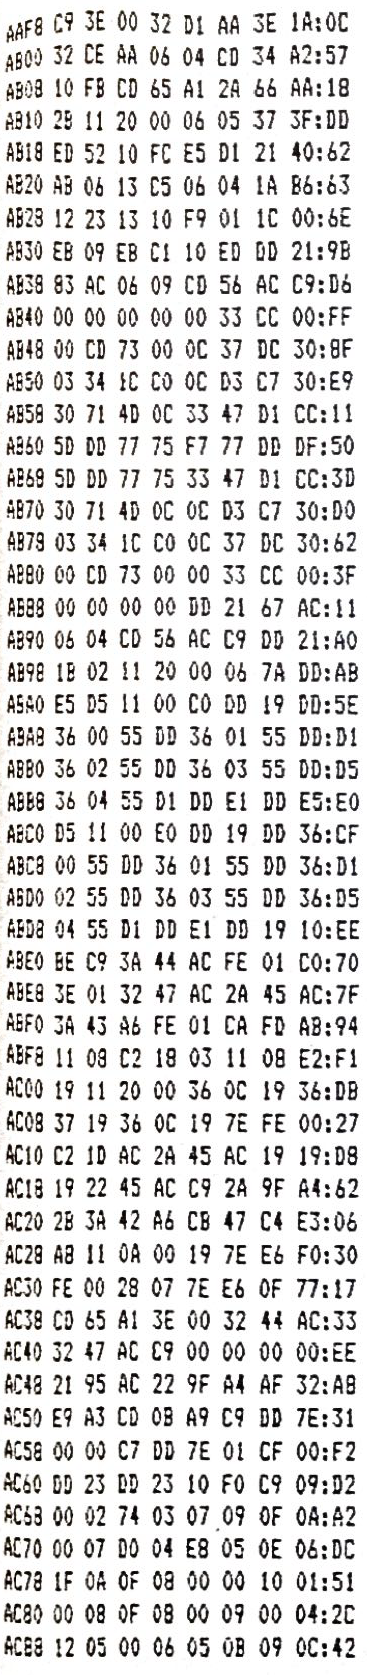 AAF8 C9 3E 00 32 D1 AA 3E 1A:0C
AB00 32 CE AA 06 04 CD 34 A2:57
AB08 10 FB CD 65 A1 2A 66 AA:18
AB10 2B 11 20 00 06 05 37 3F:DD
AB18 ED 52 10 FC E5 D1 21 40:62
AB20 AB 06 13 C5 06 04 1A B6:63
AB28 12 23 13 10 F9 01 1C 00:6E
AB30 EB 09 EB C1 10 ED DD 21:9B
AB38 83 AC 06 09 CD 56 AC C9:D6
AB40 00 00 00 00 00 33 CC 00:FF
AB48 00 CD 73 00 0C 37 DC 30:8F
AB50 03 34 1C C0 0C D3 C7 30:E9
AB58 30 71 4D 0C 33 47 D1 CC:11
AB60 5D DD 77 75 F7 77 DD DF:50
AB68 5D DD 77 75 33 47 D1 CC:3D
AB70 30 71 4D 0C 0C D3 C7 30:D0
AB78 03 34 1C C0 0C 37 DC 30:62
AB80 00 CD 73 00 00 33 CC 00:3F
AB88 00 00 00 00 DD 21 67 AC:11
AB90 06 04 CD 56 AC C9 DD 21:A0
AB98 1B 02 11 20 00 06 7A DD:AB
ABA0 E5 D5 11 00 C0 DD 19 DD:5E
ABA8 36 00 55 DD 36 01 55 DD:D1
ABB0 36 02 55 DD 36 03 55 DD:D5
ABB8 36 04 55 D1 DD E1 DD E5:E0
ABC0 D5 11 00 E0 DD 19 DD 36:CF
ABC8 00 55 DD 36 01 55 DD 36:D1
ABD0 02 55 DD 36 03 55 DD 36:D5
ABD8 04 55 D1 DD E1 DD 19 10:EE
ABE0 BE C9 3A 44 AC FE 01 C0:70
ABE8 3E 01 32 47 AC 2A 45 AC:7F
ABF0 3A 43 A6 FE 01 CA FD AB:94
ABF8 11 08 C2 18 03 11 08 E2:F1
AC00 19 11 20 00 36 0C 19 36:DB
AC08 37 19 36 0C 19 7E FE 00:27
AC10 C2 1D AC 2A 45 AC 19 19:D8
AC18 19 22 45 AC C9 2A 9F A4:62
AC20 2B 3A 42 A6 CB 47 C4 E3:06
AC28 A8 11 0A 00 19 7E E6 F0:30
AC30 FE 00 28 07 7E E6 0F 77:17
AC38 CD 65 A1 3E 00 32 44 AC:33
AC40 32 47 AC C9 00 00 00 00:EE
AC48 21 95 AC 22 9F A4 AF 32:A8
AC50 E9 A3 CD 0B A9 C9 DD 7E:31
AC58 00 00 C7 DD 7E 01 CF 00:F2
AC60 DD 23 DD 23 10 F0 C9 09:D2
AC68 00 02 74 03 07 09 0F 0A:A2
AC70 00 07 D0 04 E8 05 0E 06:DC
AC78 1F 0A 0F 08 00 00 10 01:51
AC80 00 08 0F 08 00 09 00 04:2C
AC88 12 05 00 06 05 0B 09 0C:42